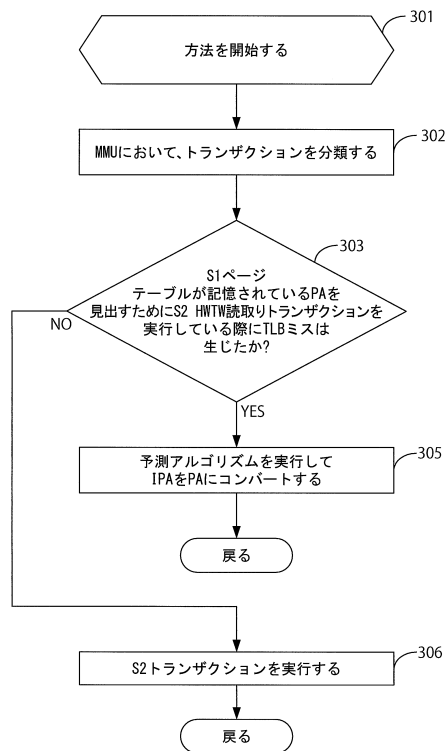 301
方法を開始する
302
MMUにおいて、トランザクションを分類する
303
S1ページ
テーブルが記憶されているPAを
見出すためにS2 HWTW読取りトランザクションを
実行している際にTLBミスは
生じたか?
NO
YES
305
予測アルゴリズムを実行して
IPAをPAにコンバートする
戻る
306
S2トランザクションを実行する
戻る